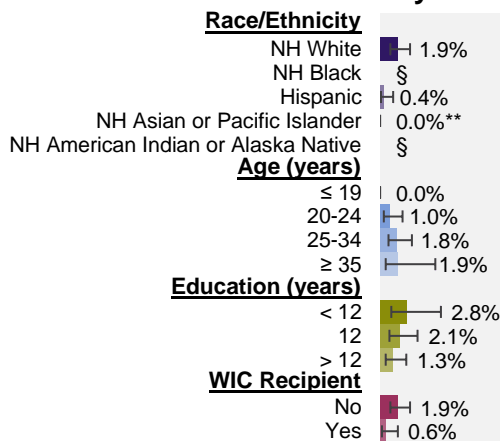 Race/Ethnicity
NH White 1.9%
NH Black §
Hispanic 0.4%
NH Asian or Pacific Islander 0.0%**
NH American Indian or Alaska Native §
Age (years)
≤ 19 0.0%
20-24 1.0%
25-34 1.8%
≥ 35 1.9%
Education (years)
< 12 2.8%
12 2.1%
> 12 1.3%
WIC Recipient
No 1.9%
Yes 0.6%